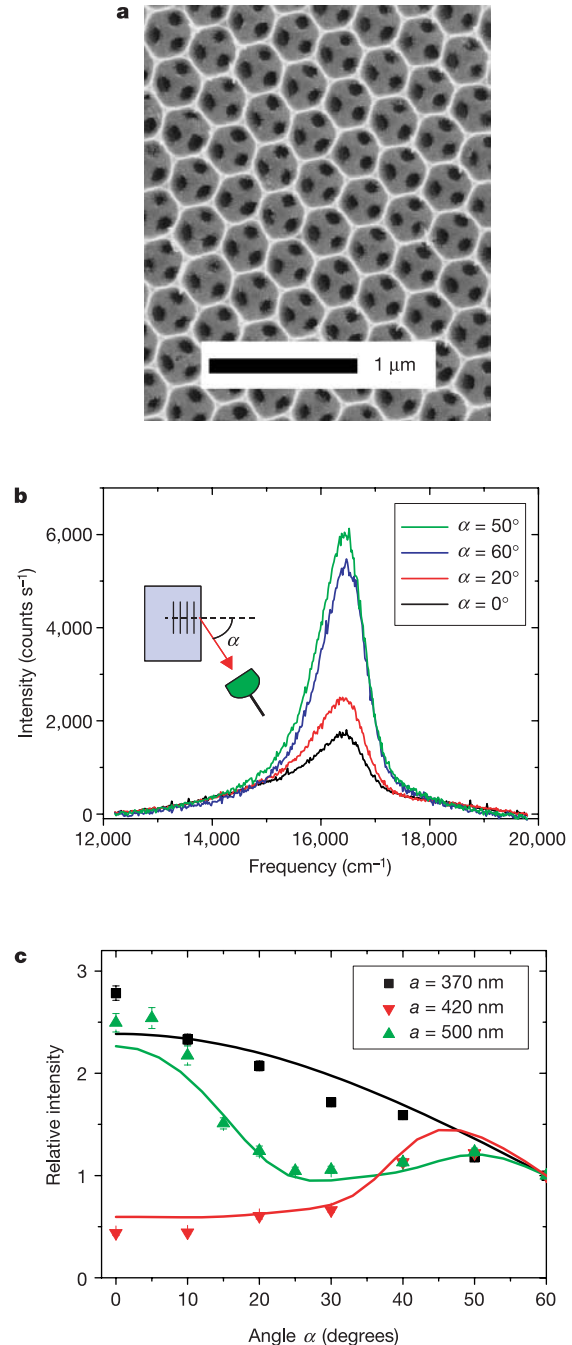 a
1 μm
b
Intensity (counts s⁻¹)
6,000
4,000
2,000
0
α = 50°
α = 60°
α = 20°
α = 0°
α
12,000 14,000 16,000 18,000 20,000
Frequency (cm⁻¹)
c
Relative intensity
3
2
1
0
a = 370 nm
a = 420 nm
a = 500 nm
0 10 20 30 40 50 60
Angle α (degrees)